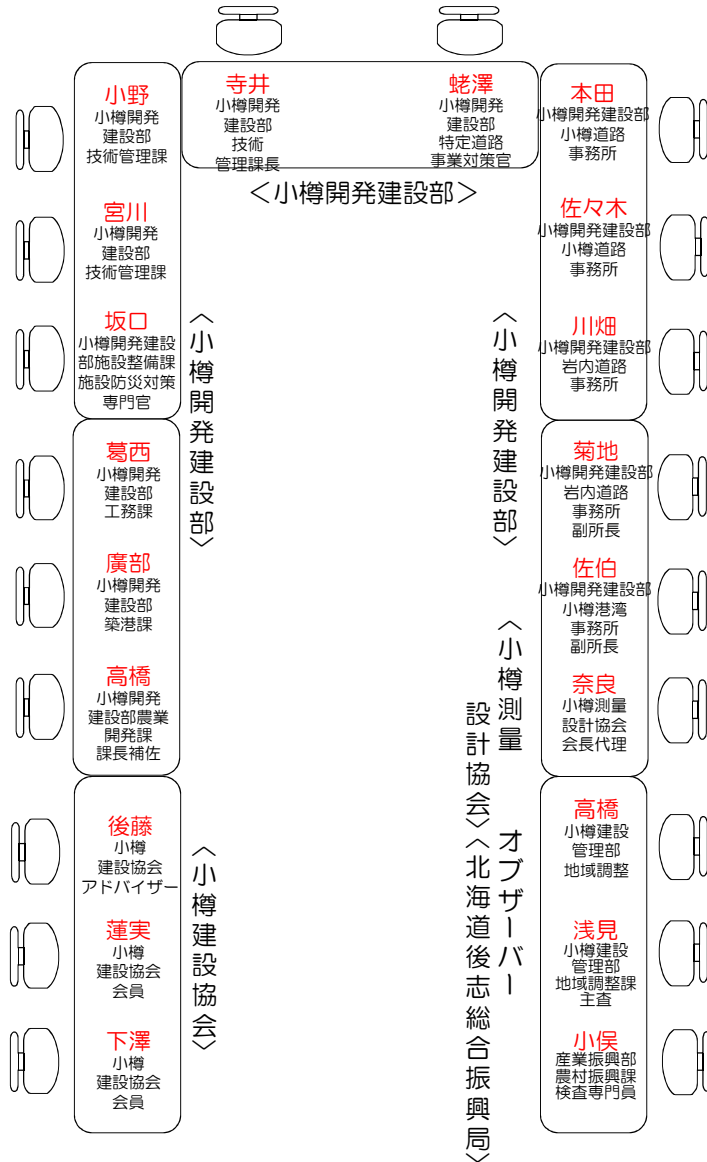 寺井
小樽開発
建設部
技術
管理課長
蛯澤
小樽開発
建設部
特定道路
事業対策官
＜小樽開発建設部＞
小野
小樽開発
建設部
技術管理課
宮川
小樽開発
建設部
技術管理課
坂口
小樽開発建設
部施設整備課
施設防災対策
専門官
葛西
小樽開発
建設部
工務課
廣部
小樽開発
建設部
築港課
高橋
小樽開発
建設部農業
開発課
課長補佐
〈小樽開発建設部〉
後藤
小樽
建設協会
アドバイザー
蓮実
小樽
建設協会
会員
下澤
小樽
建設協会
会員
〈小樽建設協会〉
本田
小樽開発建設部
小樽道路
事務所
佐々木
小樽開発建設部
小樽道路
事務所
川畑
小樽開発建設部
岩内道路
事務所
菊地
小樽開発建設部
岩内道路
事務所
副所長
佐伯
小樽開発建設部
小樽港湾
事務所
副所長
〈小樽開発建設部〉
奈良
小樽測量
設計協会
会長代理
〈小樽測量
設計協会〉
高橋
小樽建設
管理部
地域調整
浅見
小樽建設
管理部
地域調整課
主査
小俣
産業振興部
農村振興課
検査専門員
オブザーバー
〈北海道後志総合振興局〉